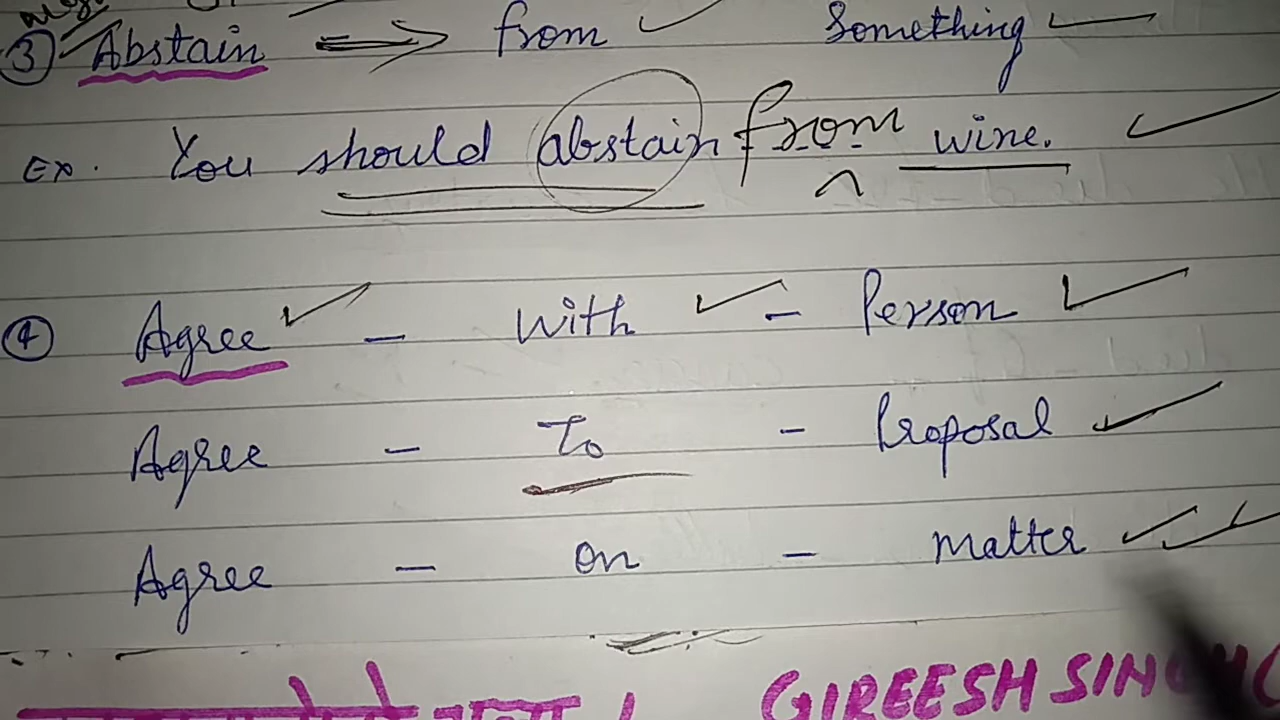 ③ Abstain ⇒ from ✓ Something
Ex. You should abstain from wine. ✓
④ Agree ✓ - With ✓ - Person ✓
Agree - To - Proposal ✓
Agree - on - matter ✓✓
GIREESH SINGH